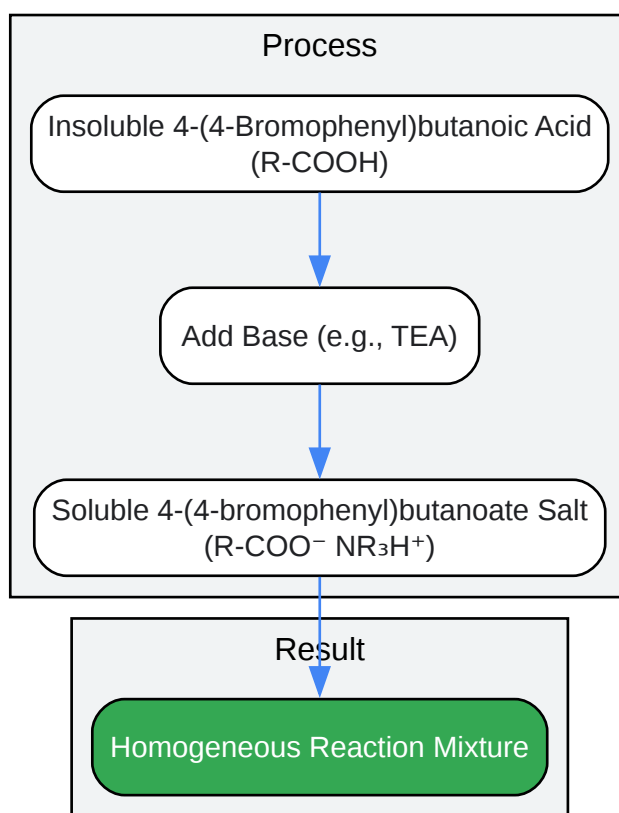 Process
Insoluble 4-(4-Bromophenyl)butanoic Acid
(R-COOH)
Add Base (e.g., TEA)
Soluble 4-(4-bromophenyl)butanoate Salt
(R-COO⁻ NR₃H⁺)
Result
Homogeneous Reaction Mixture